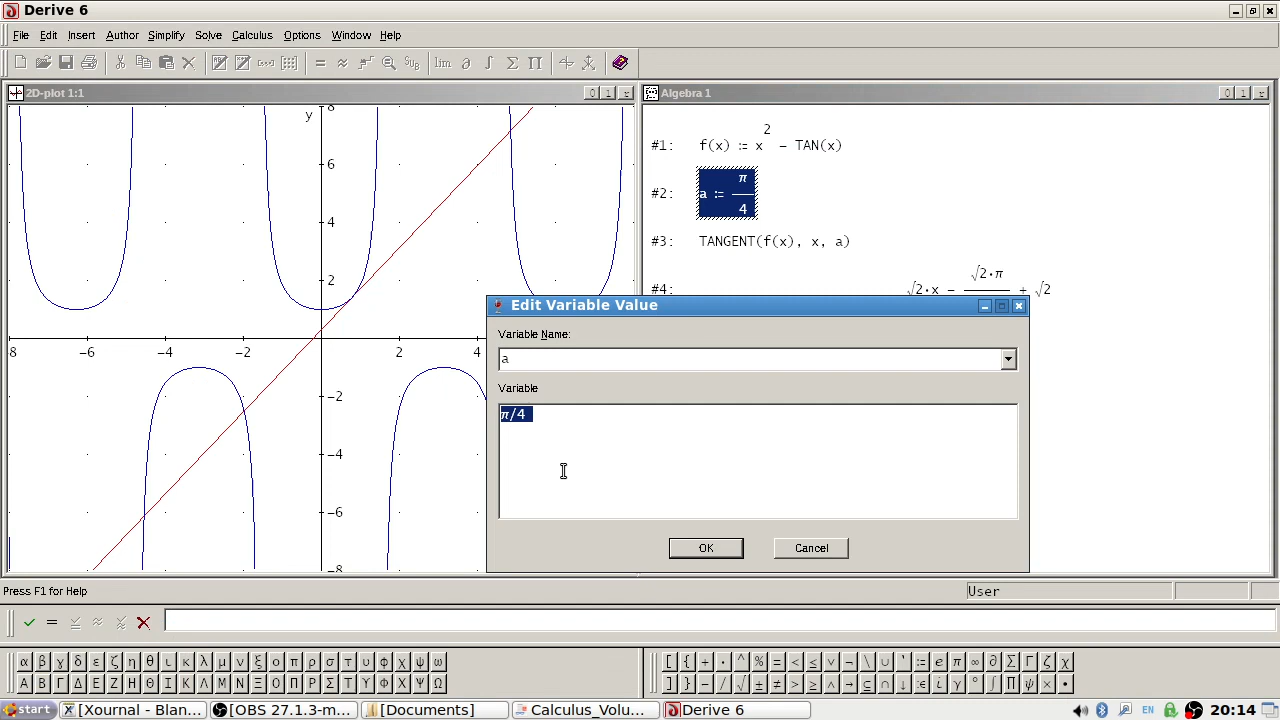 Derive 6
File Edit Insert Author Simplify Solve Calculus Options Window Help
SUB lim ∂ ∫ ∑ ∏
2D-plot 1:1
Algebra 1
y
8
6
4
2
8 -6 -4 -2 2 4
-2
-4
-6
-8
#1: f(x) ≔ x² - TAN(x)
#2: a ≔ π/4
#3: TANGENT(f(x), x, a)
#4: √2·x - √2·π + √2
Edit Variable Value
Variable Name:
a
Variable
π/4
OK Cancel
Press F1 for Help
User
α β γ δ ε ζ η θ ι κ λ μ ν ξ ο π ρ σ τ υ φ χ ψ ω
Α Β Γ Δ Ε Ζ Η Θ Ι Κ Λ Μ Ν Ξ Ο Π Ρ Σ Τ Υ Φ Χ Ψ Ω
[ { + · ^ % = < ≤ ∨ ¬ \ ∪ ` := e π ∞ ∂ ∑ Γ ζ χ
] } - / √ ± ≠ > ≥ ∧ → ⊆ ∩ ↓ :∈ i γ ° ∫ ∏ ψ × •
start [Xournal - Blan... [OBS 27.1.3-m... [Documents] Calculus_Volu... Derive 6 EN 20:14